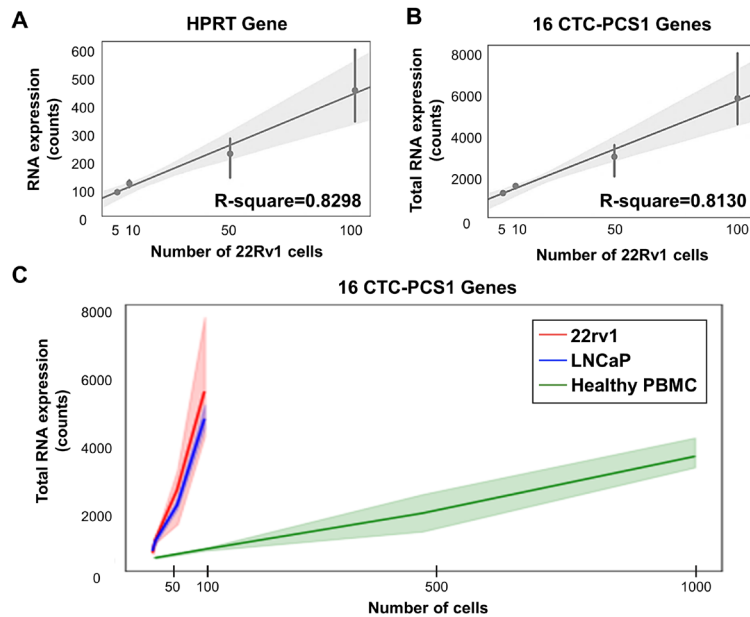 A
HPRT Gene
RNA expression
(counts)
600
500
400
300
200
100
0
5 10 50 100
R-square=0.8298
Number of 22Rv1 cells
B
16 CTC-PCS1 Genes
Total RNA expression
(counts)
8000
6000
4000
2000
0
5 10 50 100
R-square=0.8130
Number of 22Rv1 cells
C
16 CTC-PCS1 Genes
Total RNA expression
(counts)
8000
6000
4000
2000
0
22rv1
LNCaP
Healthy PBMC
50 100 500 1000
Number of cells